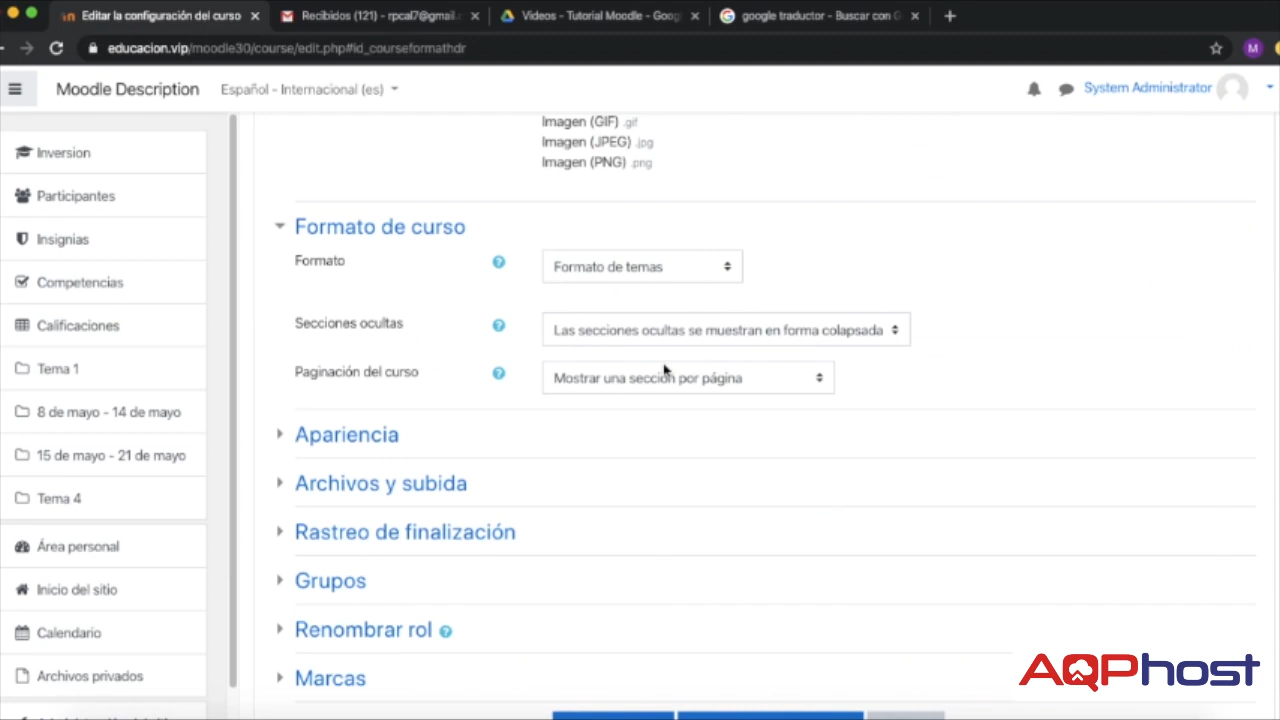 Editar la configuración del curso
Recibidos (121) - rpcal7@gmail.c
Videos - Tutorial Moodle - Goog
google traductor - Buscar con G
educacion.vip/moodle30/course/edit.php#id_courseformathdr
M
Moodle Description
Español - Internacional (es)
System Administrator
Inversion
Participantes
Insignias
Competencias
Calificaciones
Tema 1
8 de mayo - 14 de mayo
15 de mayo - 21 de mayo
Tema 4
Área personal
Inicio del sitio
Calendario
Archivos privados
Imagen (GIF) .gif
Imagen (JPEG) .jpg
Imagen (PNG) .png
Formato de curso
Formato
Formato de temas
Secciones ocultas
Las secciones ocultas se muestran en forma colapsada
Paginación del curso
Mostrar una sección por página
Apariencia
Archivos y subida
Rastreo de finalización
Grupos
Renombrar rol
Marcas
AQPhost